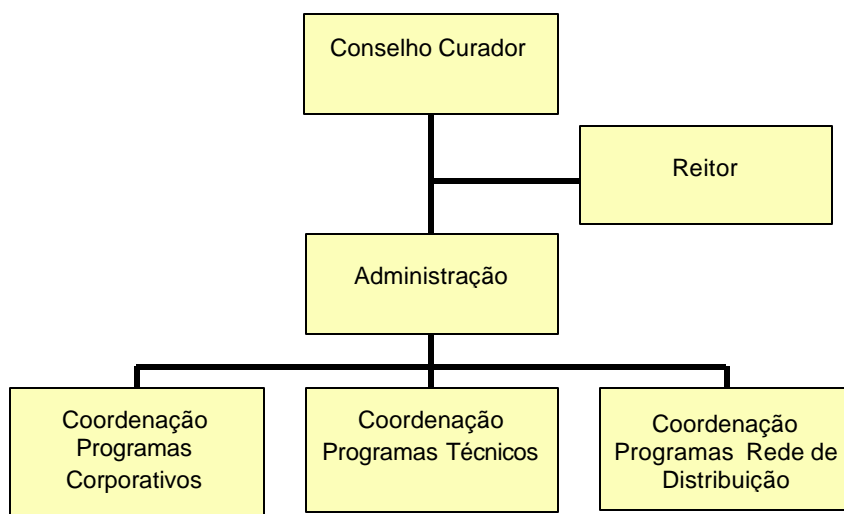 Conselho Curador
Reitor
Administração
Coordenação
Programas
Corporativos
Coordenação
Programas Técnicos
Coordenação
Programas Rede de
Distribuição